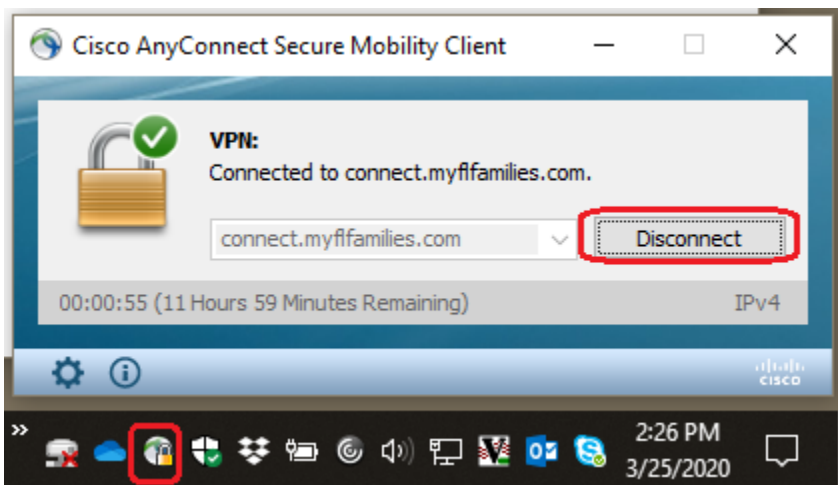 Cisco AnyConnect Secure Mobility Client
VPN:
Connected to connect.myflfamilies.com.
connect.myflfamilies.com
Disconnect
00:00:55 (11 Hours 59 Minutes Remaining)
IPv4
cisco
2:26 PM
3/25/2020